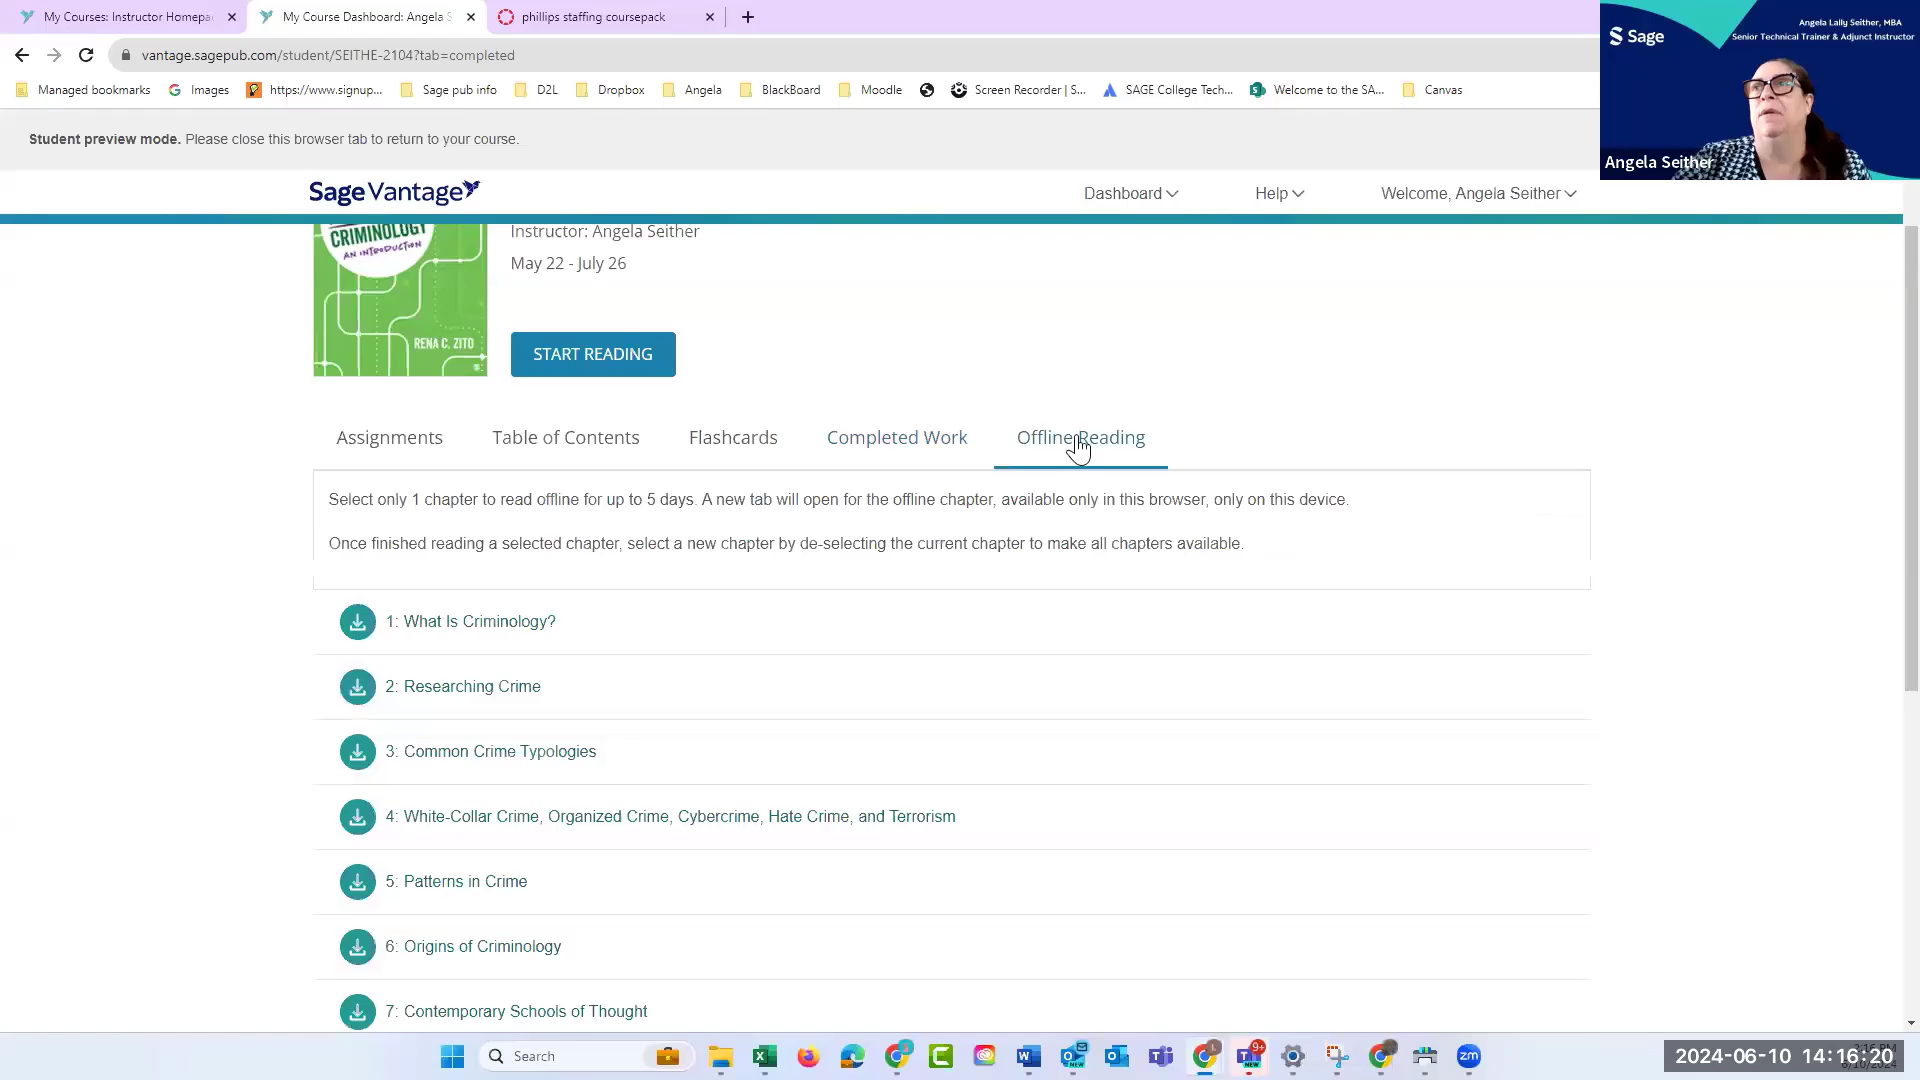 My Courses: Instructor Homepa
My Course Dashboard: Angela S
phillips staffing coursepack
vantage.sagepub.com/student/SEITHE-2104?tab=completed
Managed bookmarks
Images
https://www.signup...
Sage pub info
D2L
Dropbox
Angela
BlackBoard
Moodle
Screen Recorder | S...
SAGE College Tech...
Welcome to the SA...
Canvas
Angela Lally Seither, MBA
Senior Technical Trainer & Adjunct Instructor
Sage
Angela Seither
Student preview mode. Please close this browser tab to return to your course.
Sage Vantage
Dashboard
Help
Welcome, Angela Seither
CRIMINOLOGY
AN INTRODUCTION
RENA C. ZITO
Instructor: Angela Seither
May 22 - July 26
START READING
Assignments
Table of Contents
Flashcards
Completed Work
Offline Reading
Select only 1 chapter to read offline for up to 5 days. A new tab will open for the offline chapter, available only in this browser, only on this device.
Once finished reading a selected chapter, select a new chapter by de-selecting the current chapter to make all chapters available.
1: What Is Criminology?
2: Researching Crime
3: Common Crime Typologies
4: White-Collar Crime, Organized Crime, Cybercrime, Hate Crime, and Terrorism
5: Patterns in Crime
6: Origins of Criminology
7: Contemporary Schools of Thought
Search
9+
zm
2024-06-10 14:16:20